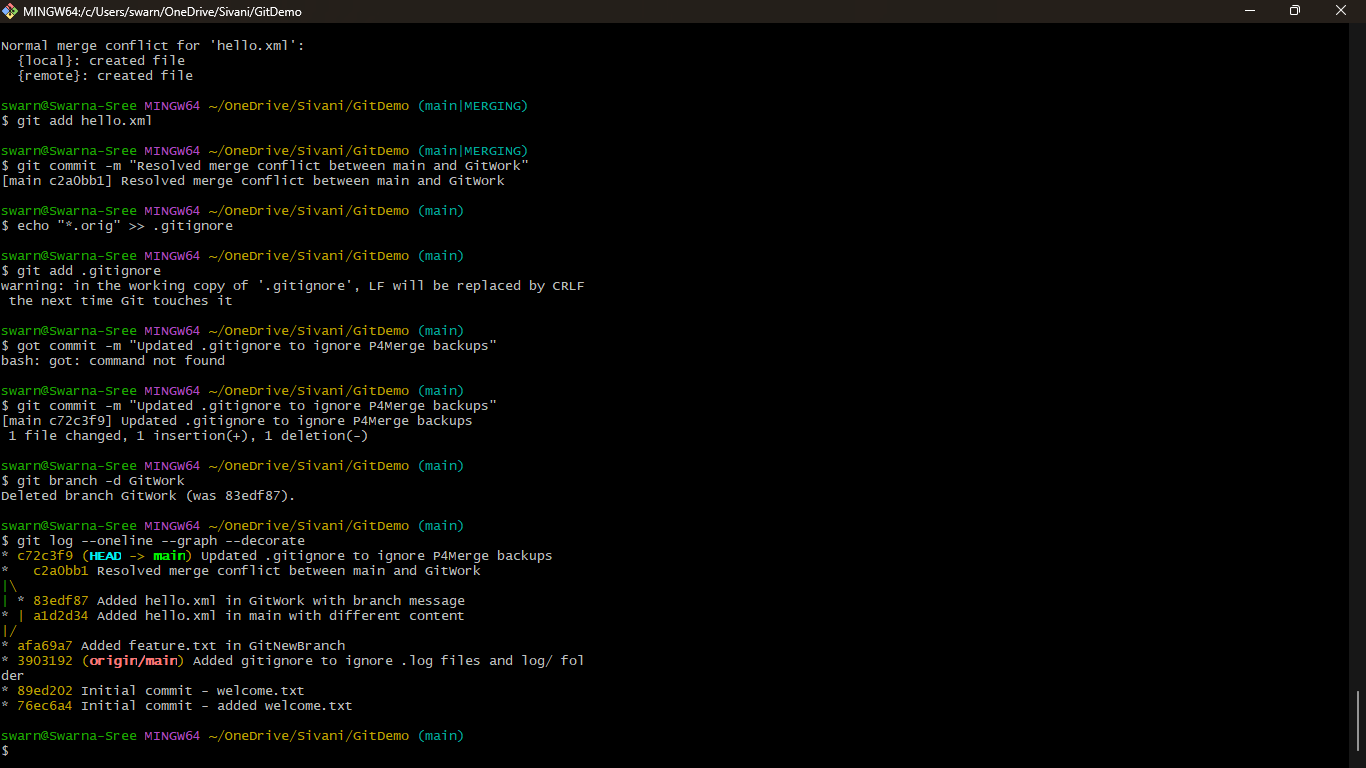 MINGW64:/c/Users/swarn/OneDrive/Sivani/GitDemo
Normal merge conflict for 'hello.xml':
  {local}: created file
  {remote}: created file
swarn@Swarna-Sree MINGW64 ~/OneDrive/Sivani/GitDemo (main|MERGING)
$ git add hello.xml
swarn@Swarna-Sree MINGW64 ~/OneDrive/Sivani/GitDemo (main|MERGING)
$ git commit -m "Resolved merge conflict between main and GitWork"
[main c2a0bb1] Resolved merge conflict between main and GitWork
swarn@Swarna-Sree MINGW64 ~/OneDrive/Sivani/GitDemo (main)
$ echo "*.orig" >> .gitignore
swarn@Swarna-Sree MINGW64 ~/OneDrive/Sivani/GitDemo (main)
$ git add .gitignore
warning: in the working copy of '.gitignore', LF will be replaced by CRLF
 the next time Git touches it
swarn@Swarna-Sree MINGW64 ~/OneDrive/Sivani/GitDemo (main)
$ got commit -m "Updated .gitignore to ignore P4Merge backups"
bash: got: command not found
swarn@Swarna-Sree MINGW64 ~/OneDrive/Sivani/GitDemo (main)
$ git commit -m "Updated .gitignore to ignore P4Merge backups"
[main c72c3f9] Updated .gitignore to ignore P4Merge backups
 1 file changed, 1 insertion(+), 1 deletion(-)
swarn@Swarna-Sree MINGW64 ~/OneDrive/Sivani/GitDemo (main)
$ git branch -d GitWork
Deleted branch GitWork (was 83edf87).
swarn@Swarna-Sree MINGW64 ~/OneDrive/Sivani/GitDemo (main)
$ git log --oneline --graph --decorate
* c72c3f9 (HEAD -> main) Updated .gitignore to ignore P4Merge backups
*   c2a0bb1 Resolved merge conflict between main and GitWork
|\
| * 83edf87 Added hello.xml in GitWork with branch message
* | a1d2d34 Added hello.xml in main with different content
|/
* afa69a7 Added feature.txt in GitNewBranch
* 3903192 (origin/main) Added gitignore to ignore .log files and log/ fol
der
* 89ed202 Initial commit - welcome.txt
* 76ec6a4 Initial commit - added welcome.txt
swarn@Swarna-Sree MINGW64 ~/OneDrive/Sivani/GitDemo (main)
$